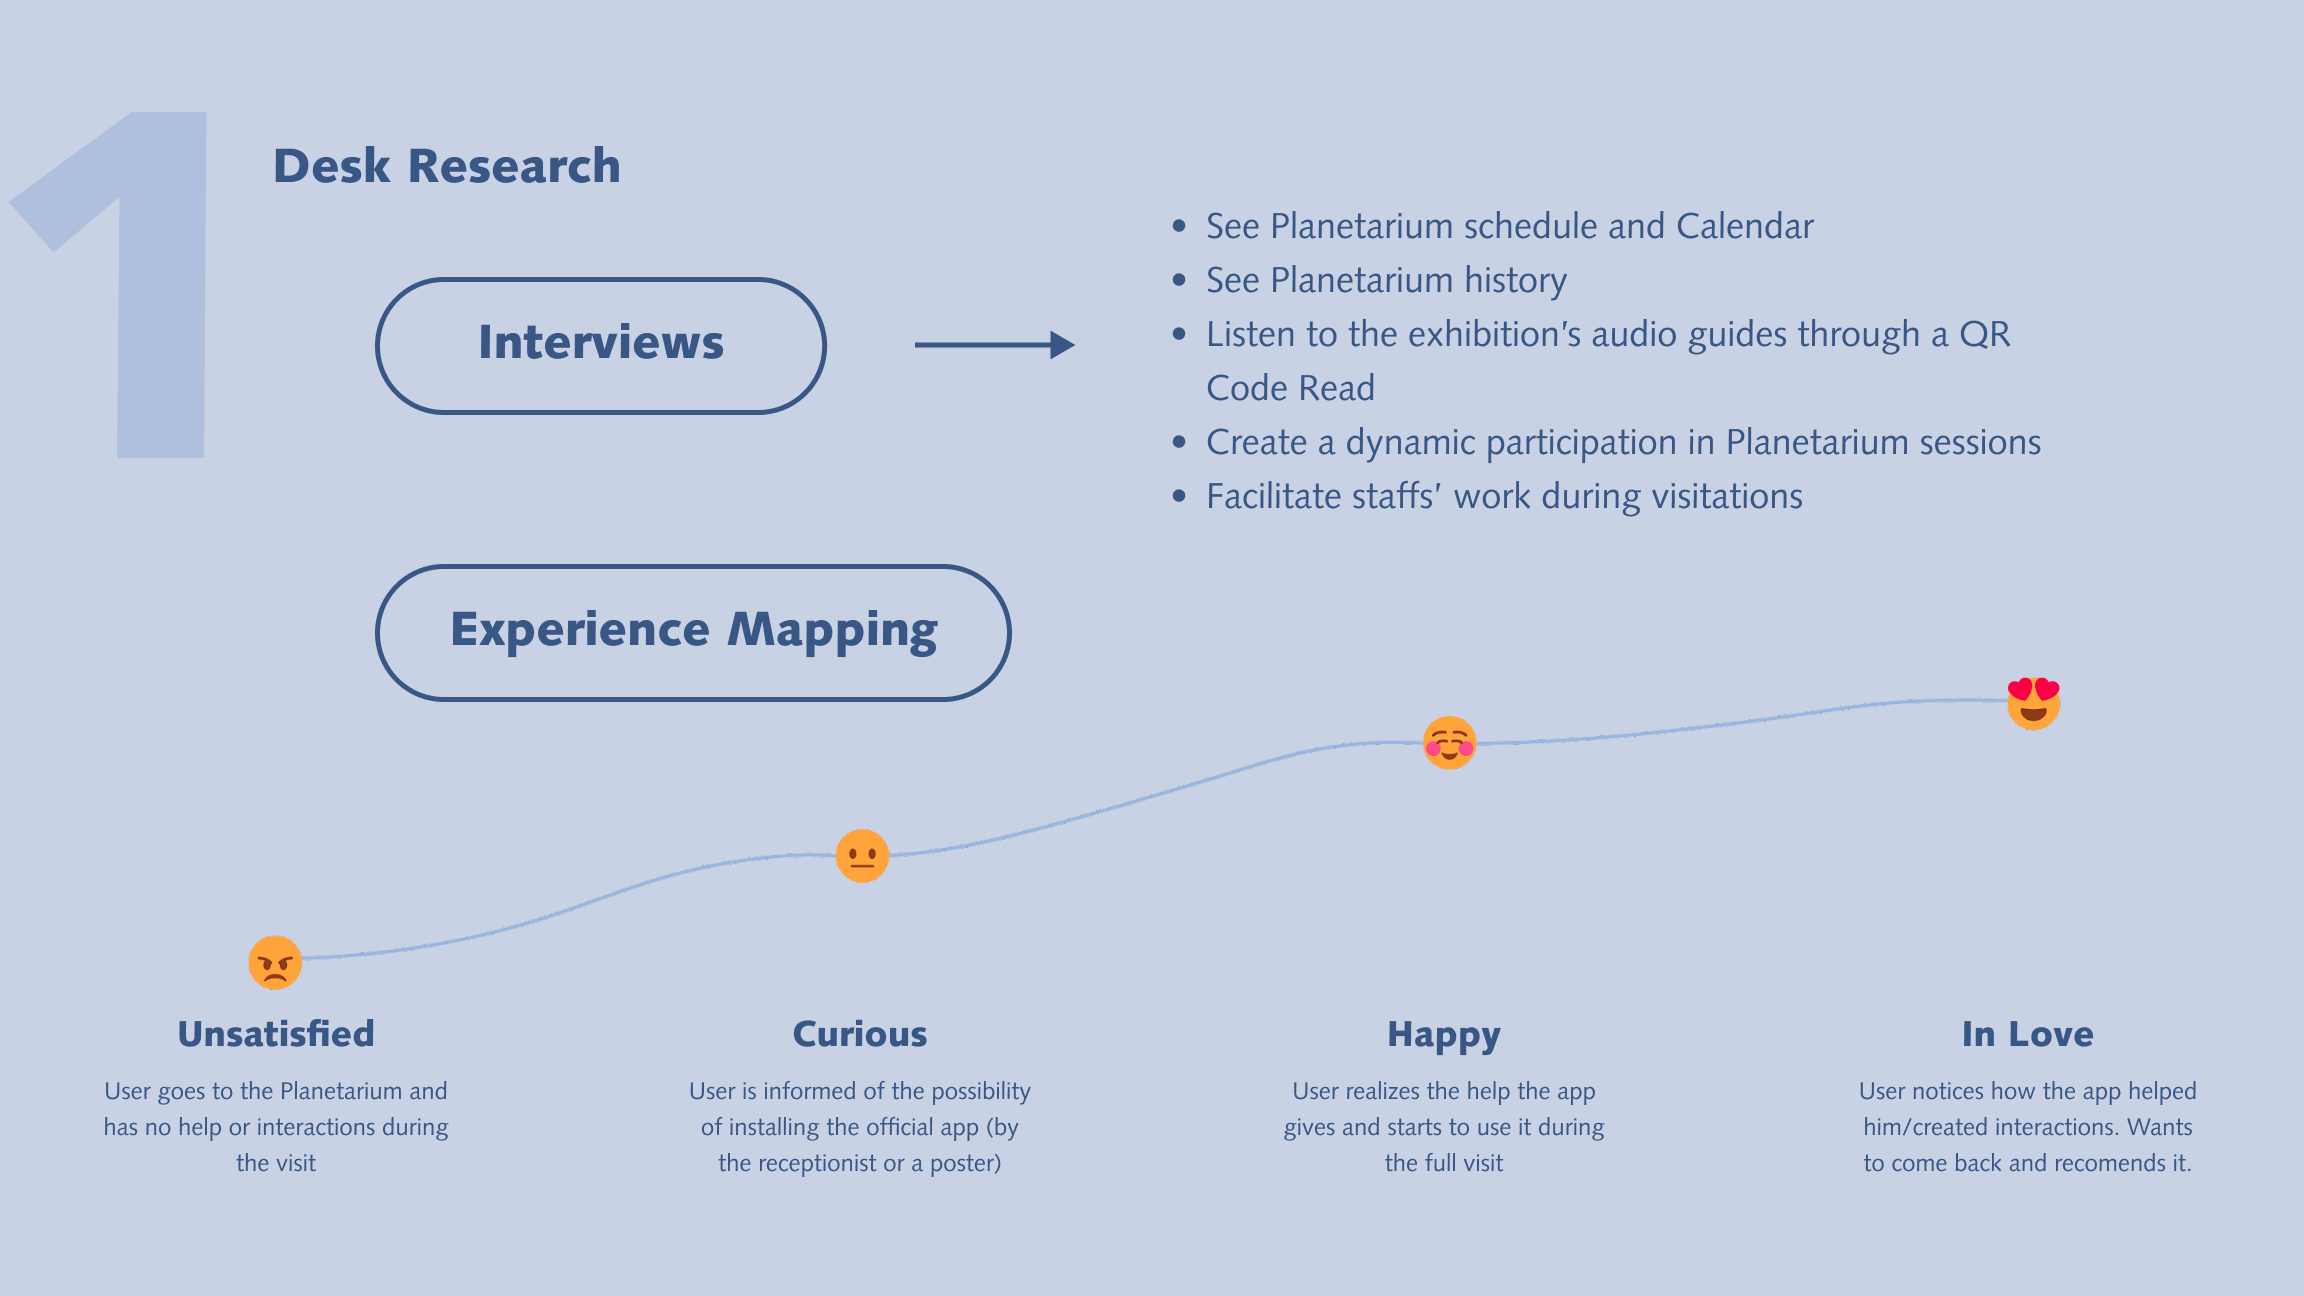 1
Desk Research
Interviews
• See Planetarium schedule and Calendar
• See Planetarium history
• Listen to the exhibition's audio guides through a QR
Code Read
• Create a dynamic participation in Planetarium sessions
• Facilitate staffs' work during visitations
Experience Mapping
Unsatisfied
User goes to the Planetarium and
has no help or interactions during
the visit
Curious
User is informed of the possibility
of installing the official app (by
the receptionist or a poster)
Happy
User realizes the help the app
gives and starts to use it during
the full visit
In Love
User notices how the app helped
him/created interactions. Wants
to come back and recomends it.